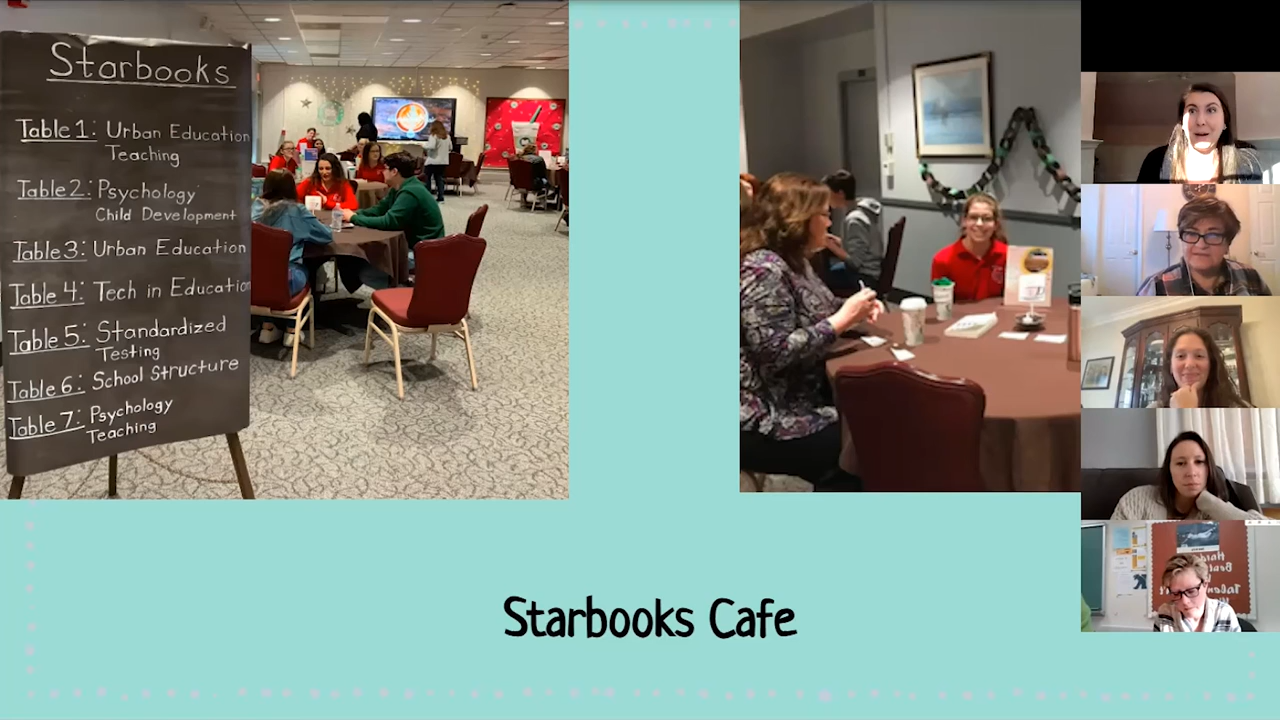 Starbooks
Table 1: Urban Education
Teaching
Table 2: Psychology
Child Development
Table 3: Urban Education
Table 4: Tech in Education
Table 5: Standardized
Testing
Table 6: School Structure
Table 7: Psychology
Teaching
Starbooks Cafe